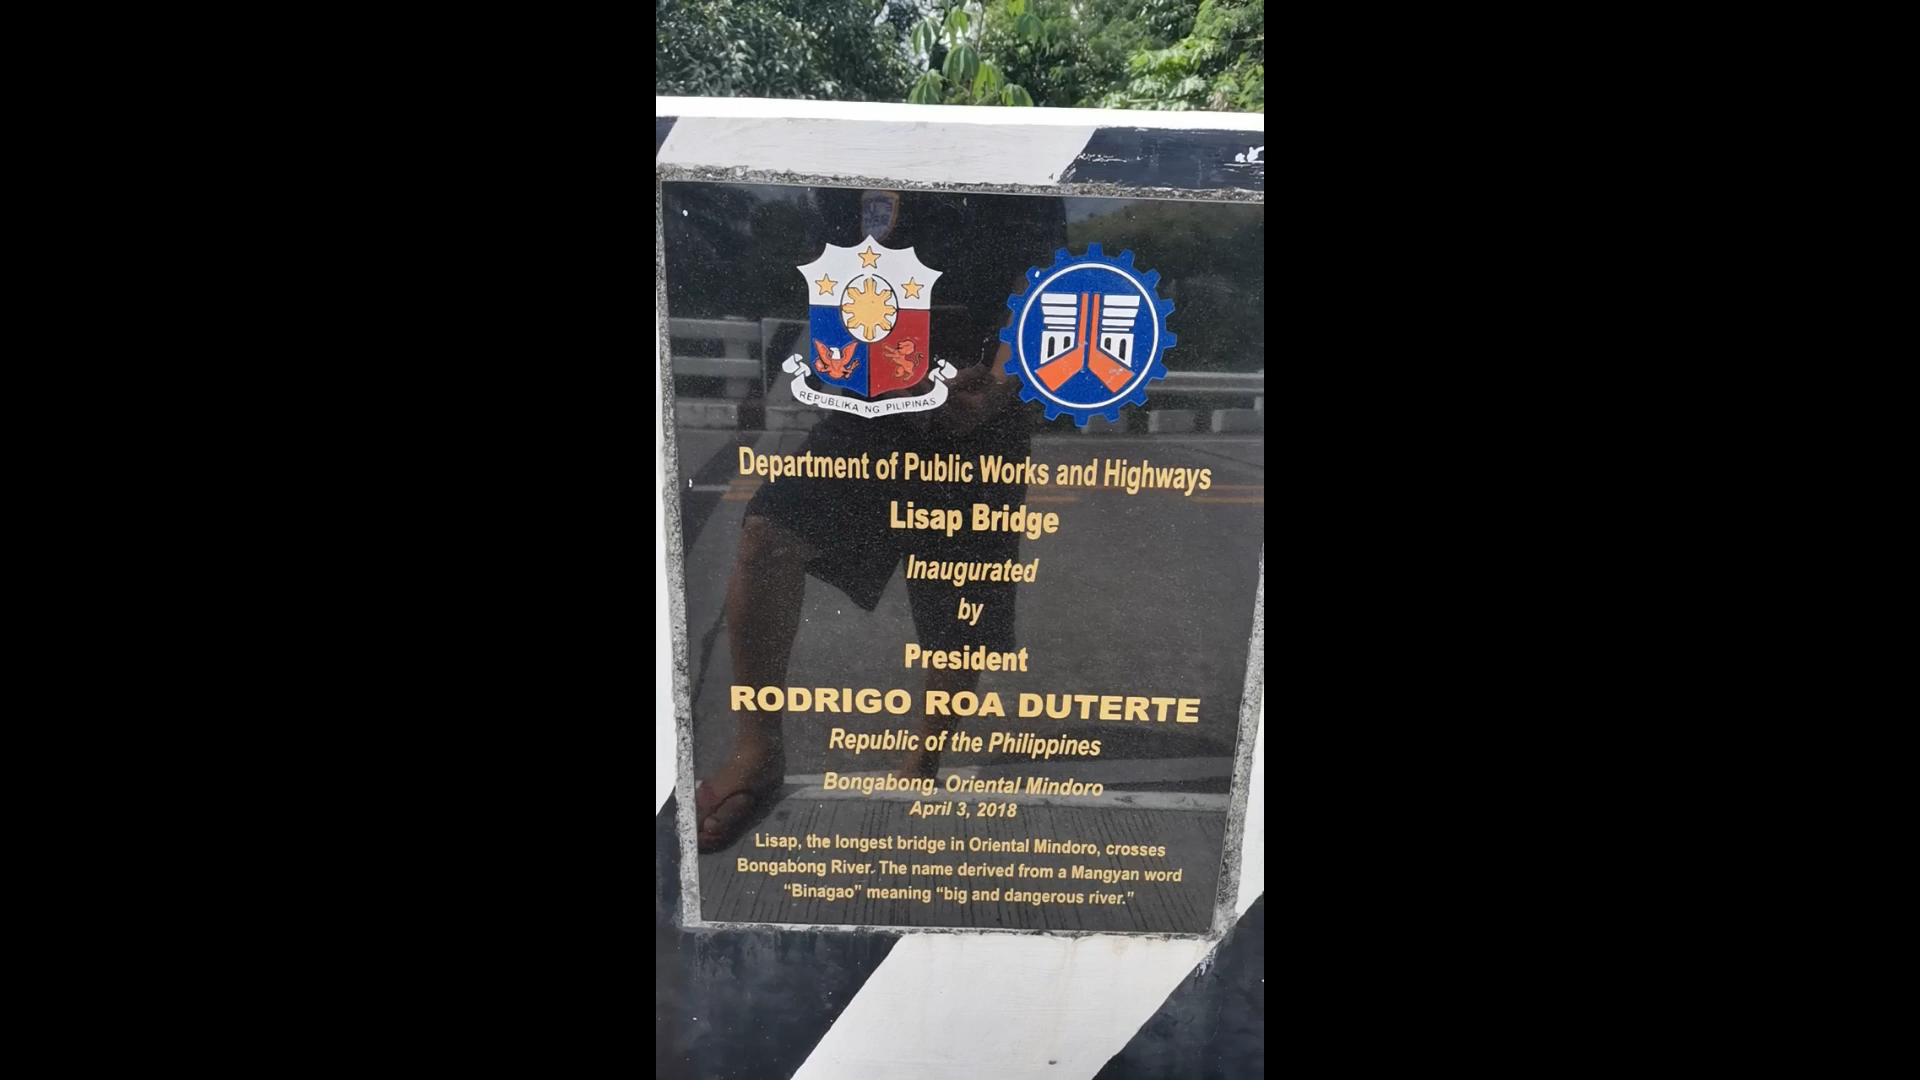 REPUBLIKA NG PILIPINAS
Department of Public Works and Highways
Lisap Bridge
Inaugurated
by
President
RODRIGO ROA DUTERTE
Republic of the Philippines
Bongabong, Oriental Mindoro
April 3, 2018
Lisap, the longest bridge in Oriental Mindoro, crosses
Bongabong River. The name derived from a Mangyan word
“Binagao” meaning “big and dangerous river.”